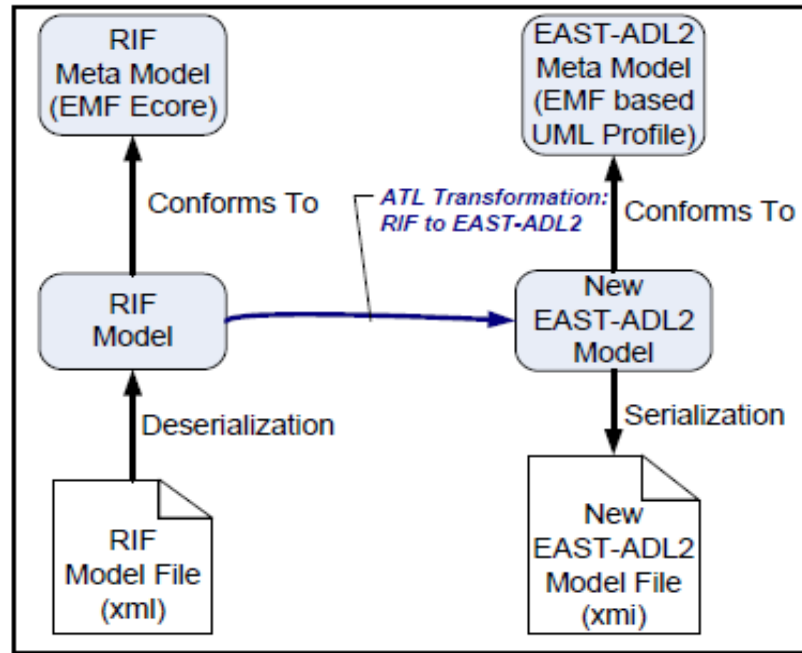 RIF
Meta Model
(EMF Ecore)
EAST-ADL2
Meta Model
(EMF based
UML Profile)
Conforms To
ATL Transformation:
RIF to EAST-ADL2
Conforms To
RIF
Model
New
EAST-ADL2
Model
Deserialization
Serialization
RIF
Model File
(xml)
New
EAST-ADL2
Model File
(xmi)